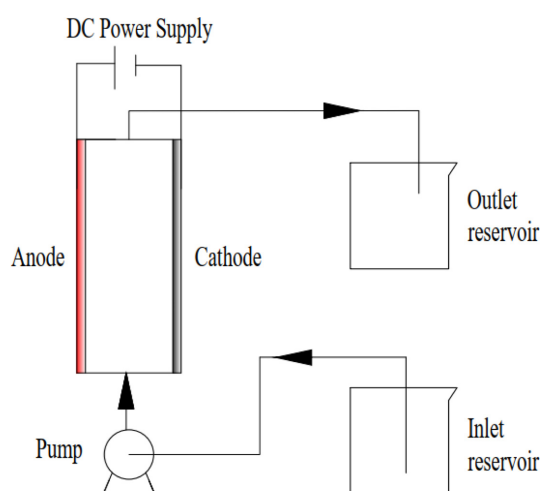 DC Power Supply
Anode
Cathode
Outlet
reservoir
Pump
Inlet
reservoir